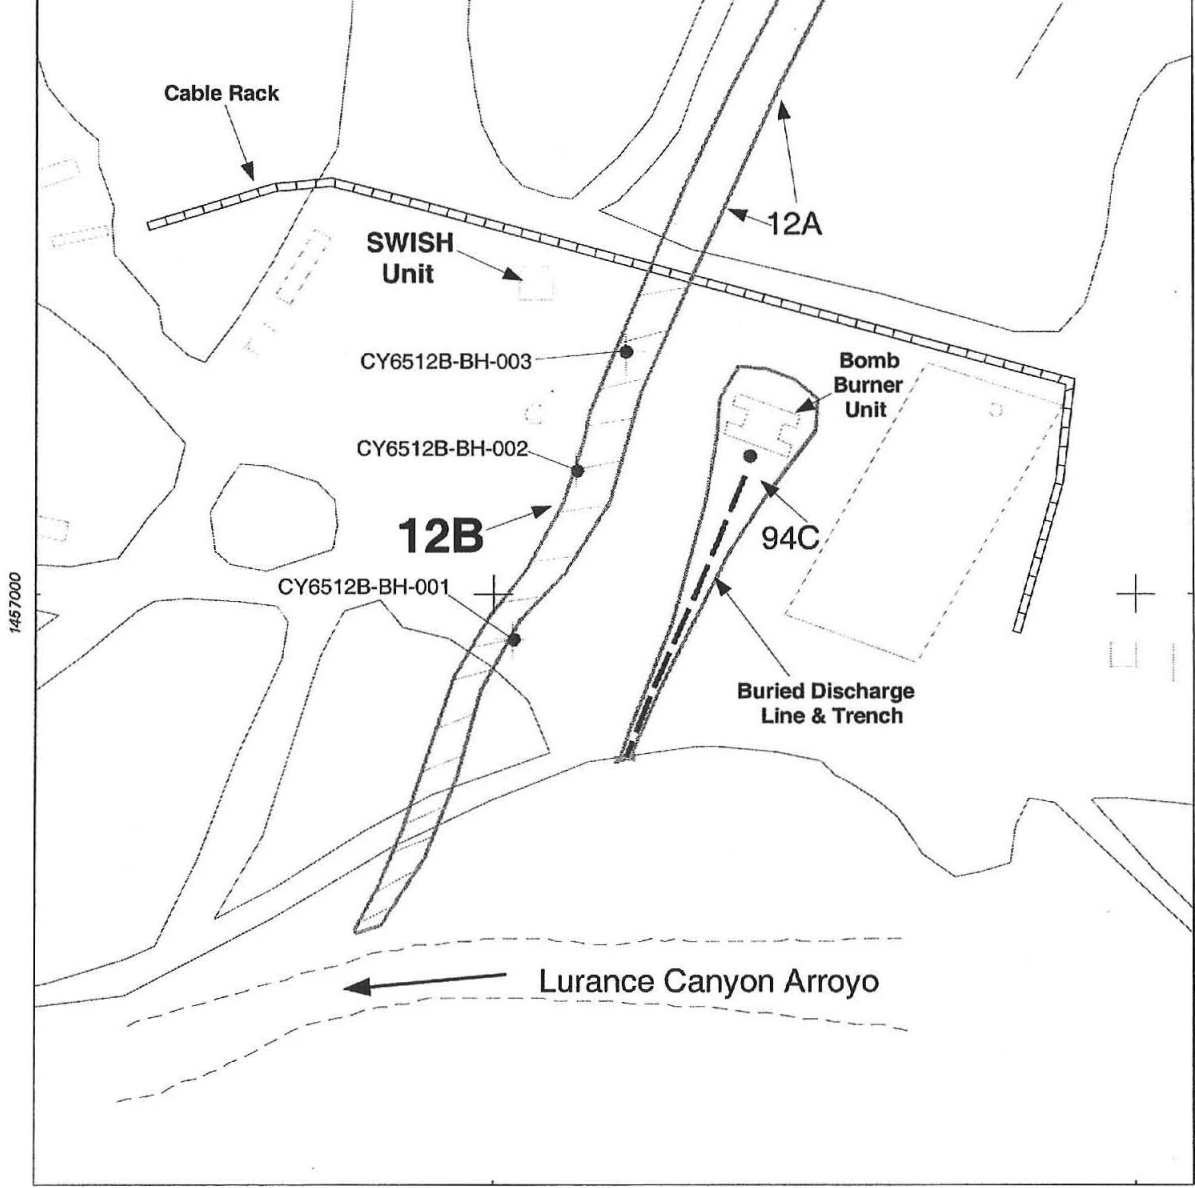 Cable Rack
12A
SWISH
Unit
CY6512B-BH-003
Bomb
Burner
Unit
CY6512B-BH-002
12B
94C
CY6512B-BH-001
1457000
Buried Discharge
Line & Trench
Lurance Canyon Arroyo